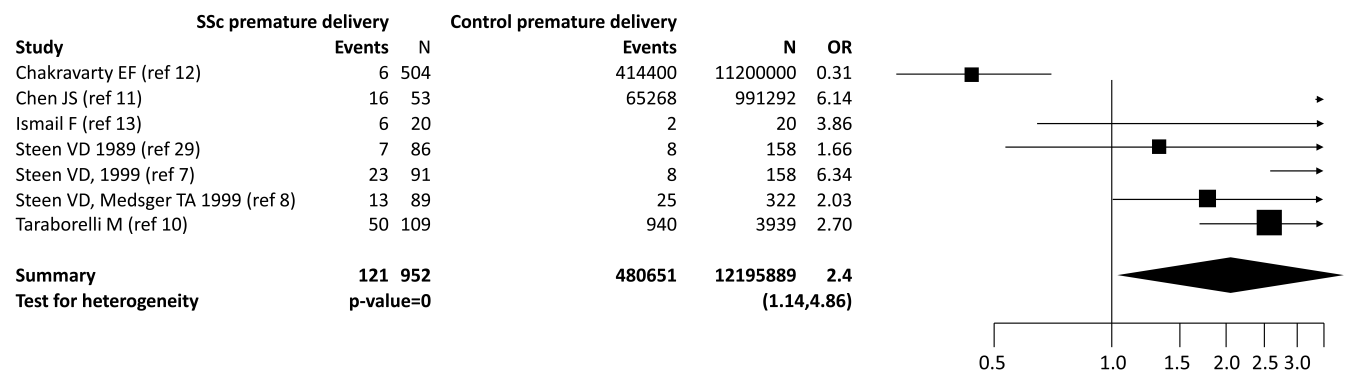 SSc premature delivery Control premature delivery
Study Events N Events N OR
Chakravarty EF (ref 12) 6 504 414400 11200000 0.31
Chen JS (ref 11) 16 53 65268 991292 6.14
Ismail F (ref 13) 6 20 2 20 3.86
Steen VD 1989 (ref 29) 7 86 8 158 1.66
Steen VD, 1999 (ref 7) 23 91 8 158 6.34
Steen VD, Medsger TA 1999 (ref 8) 13 89 25 322 2.03
Taraborelli M (ref 10) 50 109 940 3939 2.70
Summary 121 952 480651 12195889 2.4
Test for heterogeneity p-value=0 (1.14,4.86)
0.5 1.0 1.5 2.0 2.5 3.0